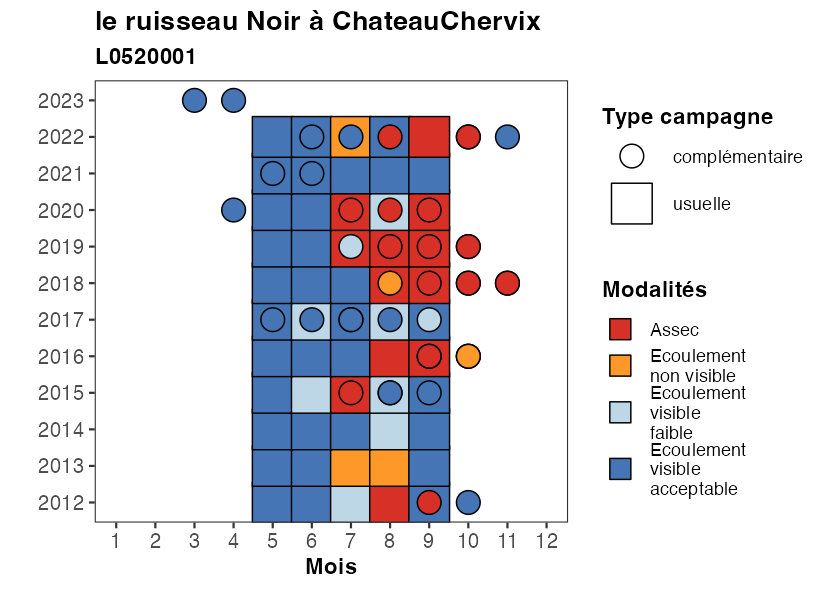 le ruisseau Noir à ChateauChervix
L0520001
2023
2022
2021
2020
2019
2018
2017
2016
2015
2014
2013
2012
1 2 3 4 5 6 7 8 9 10 11 12
Mois
Type campagne
complémentaire
usuelle
Modalités
Assec
Ecoulement
non visible
Ecoulement
visible
faible
Ecoulement
visible
acceptable